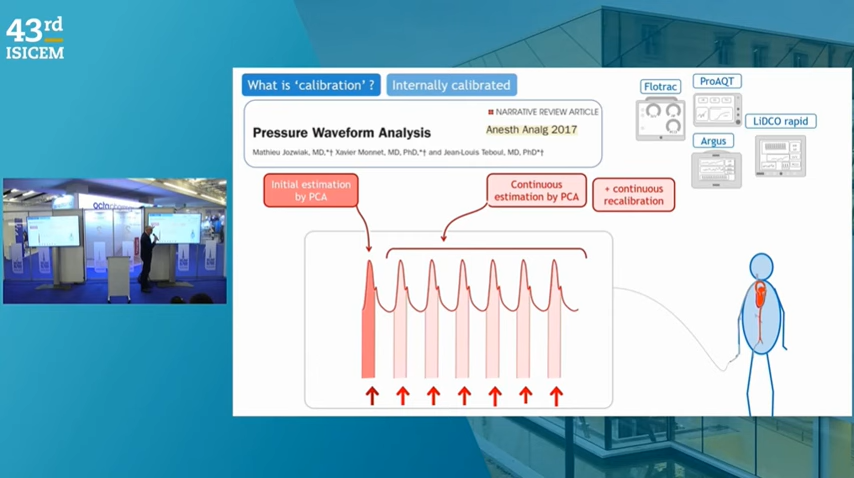 43rd
ISICEM
What is ‘calibration’ ?
Internally calibrated
NARRATIVE REVIEW ARTICLE
Pressure Waveform Analysis
Anesth Analg 2017
Mathieu Jozwiak, MD,*† Xavier Monnet, MD, PhD,*† and Jean-Louis Teboul, MD, PhD*†
Flotrac
ProAQT
LiDCO rapid
Argus
Initial estimation
by PCA
Continuous
estimation by PCA
+ continuous
recalibration